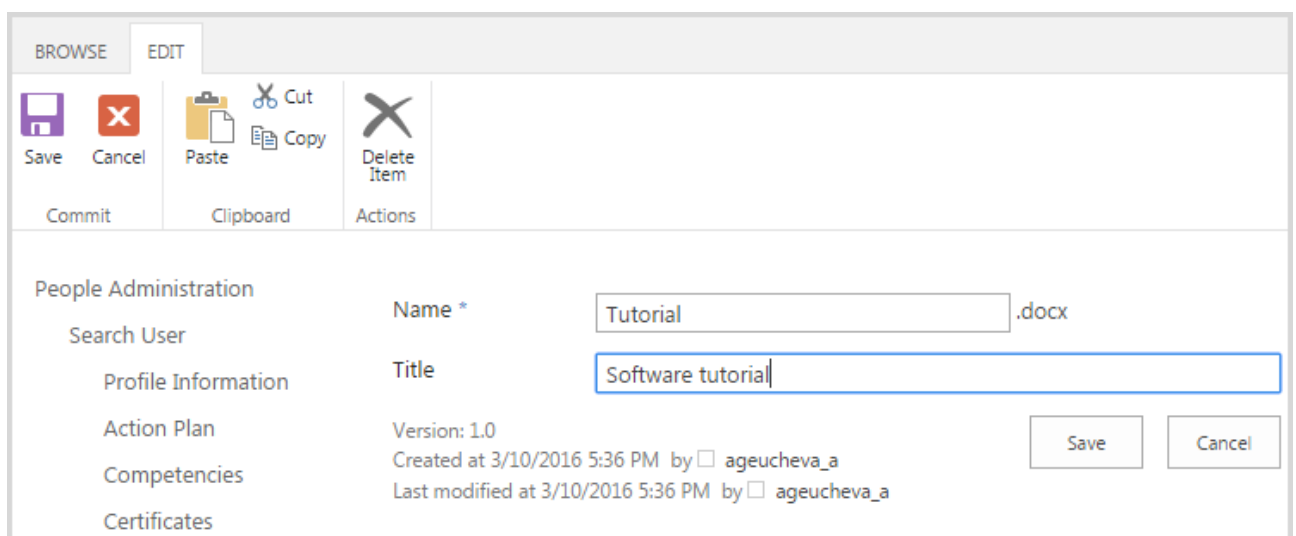 BROWSE EDIT
Save Cancel Paste Cut Copy Delete Item
Commit Clipboard Actions
People Administration
Search User
Profile Information
Action Plan
Competencies
Certificates
Name * Tutorial .docx
Title Software tutorial
Version: 1.0
Created at 3/10/2016 5:36 PM by ageucheva_a
Last modified at 3/10/2016 5:36 PM by ageucheva_a
Save Cancel